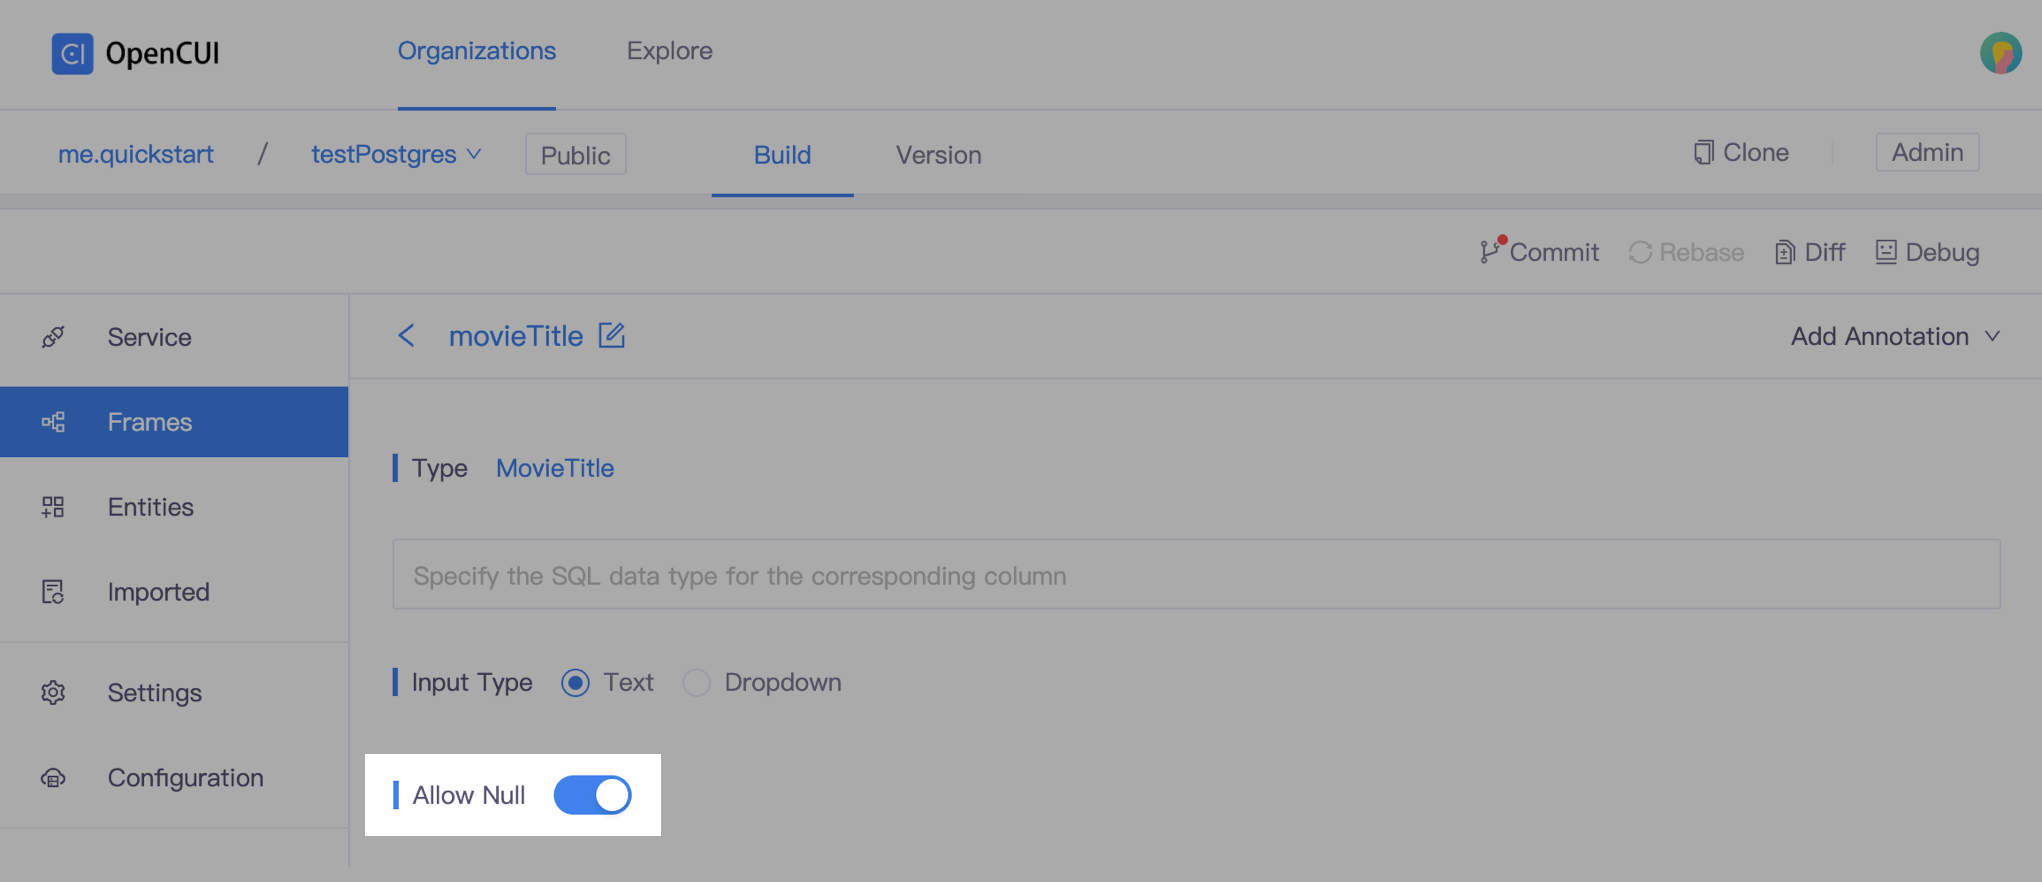 CI OpenCUI Organizations Explore
me.quickstart / testPostgres Public Build Version Clone Admin
Commit Rebase Diff Debug
Service
movieTitle Add Annotation
Frames
Type MovieTitle
Entities
Specify the SQL data type for the corresponding column
Imported
Input Type Text Dropdown
Settings
Configuration
Allow Null